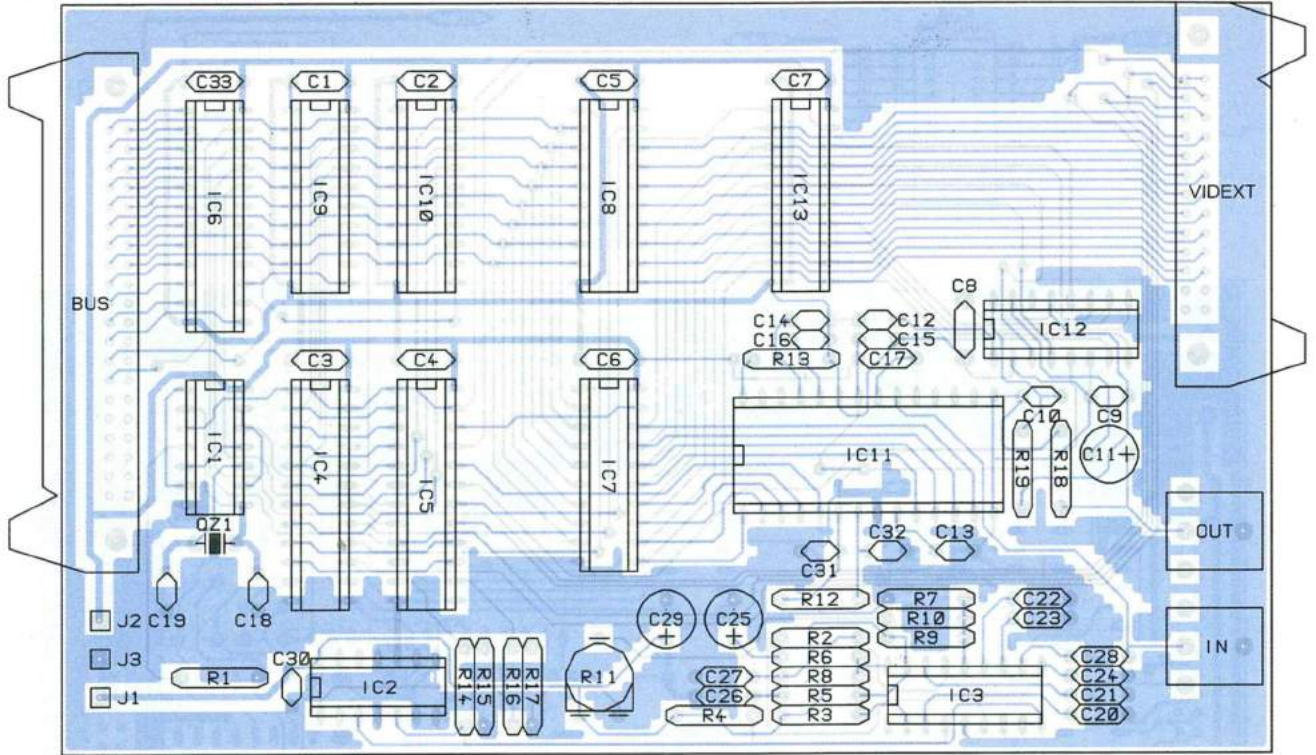 C33 C1 C2 C5 C7
IC6 IC9 IC10 IC8 IC13
VIDEXT
BUS
C8
C14 C12
IC12
C16 C15
C3 C4 C6 R13 C17
C10 C9
IC1 IC4 IC5 IC7 IC11 R19 R18 C11 +
QZ1
OUT
C32 C13
C31
C19 C18 R12 R7 C22
J2 C29 + C25 + R10 C23
R2 R9
IN
J3 C30 R6 C28
R1 R11 C27 R8 C24
J1 IC2 R14 R15 R16 R17 C26 R5 IC3 C21
R4 R3 C20